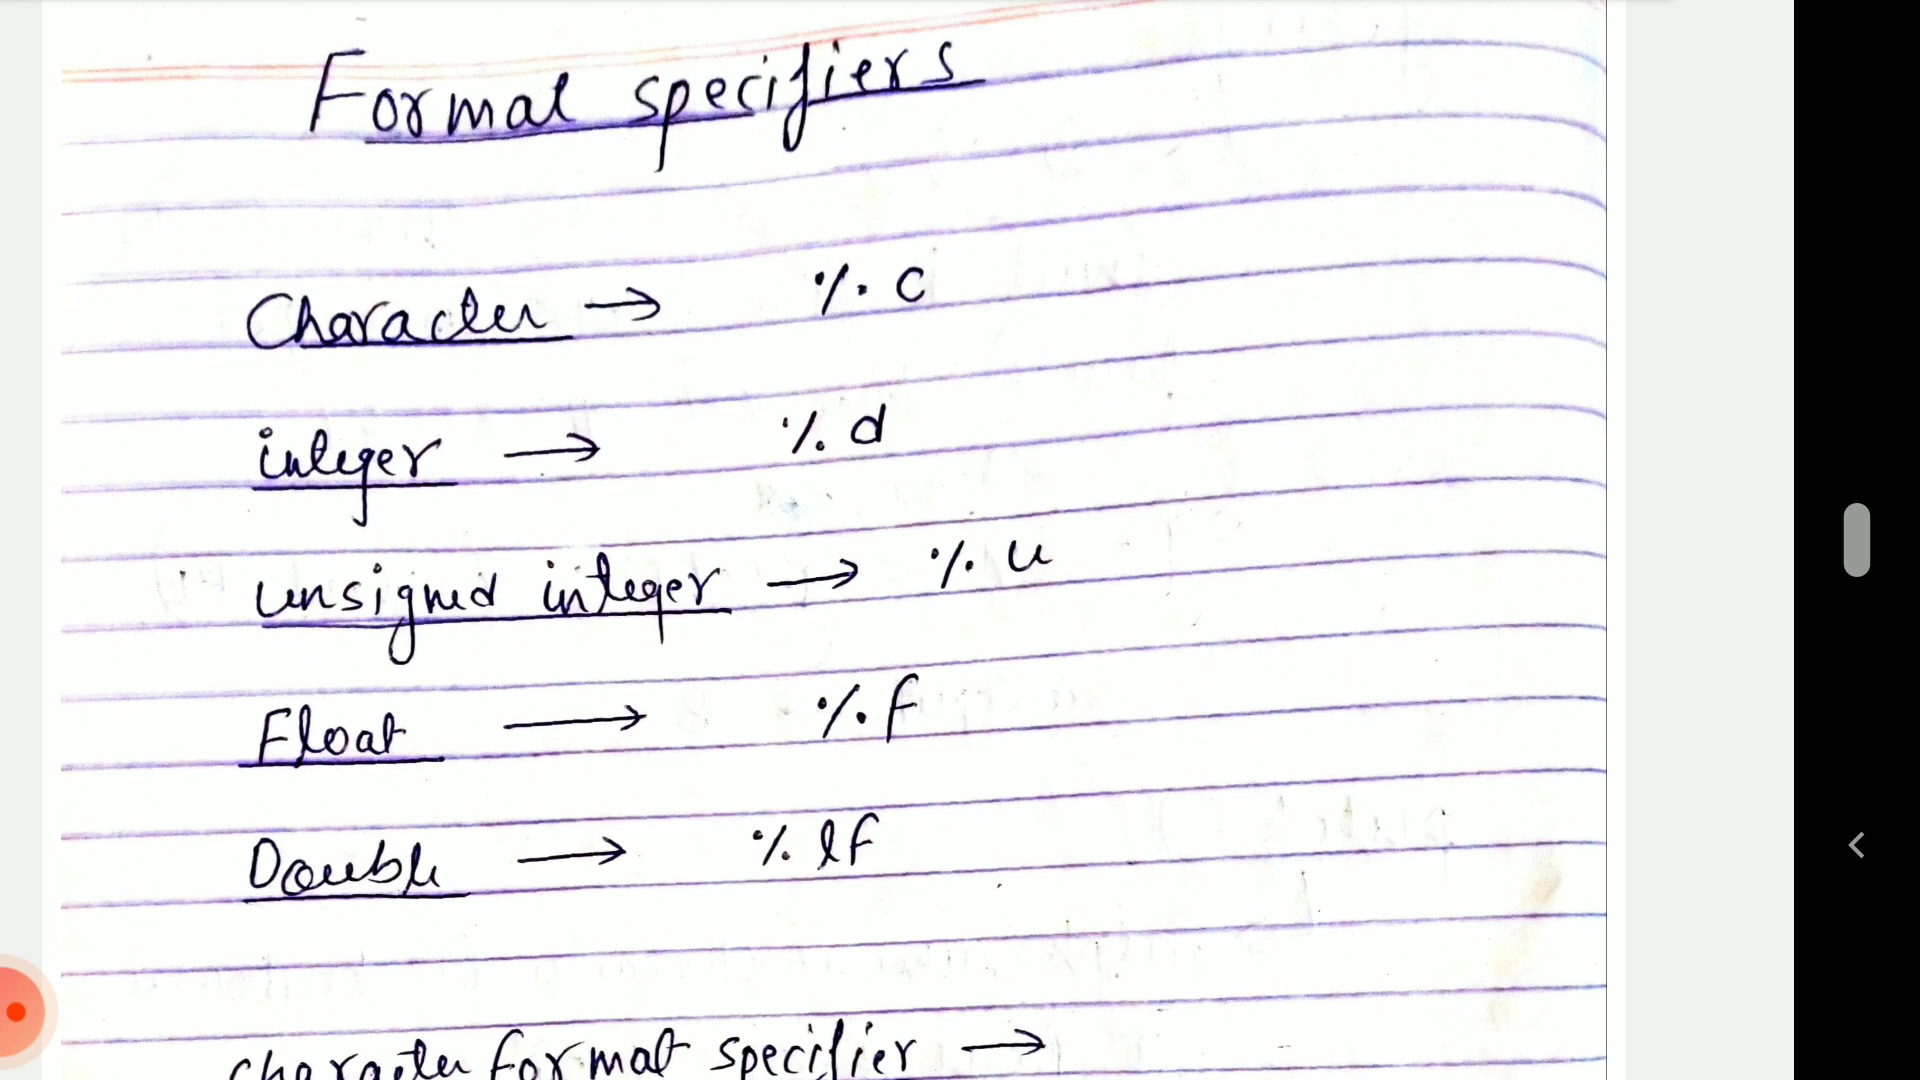 Format specifiers
Character → % c
integer → % d
unsigned integer → % u
Float → % f
Double → % lf
character format specifier →